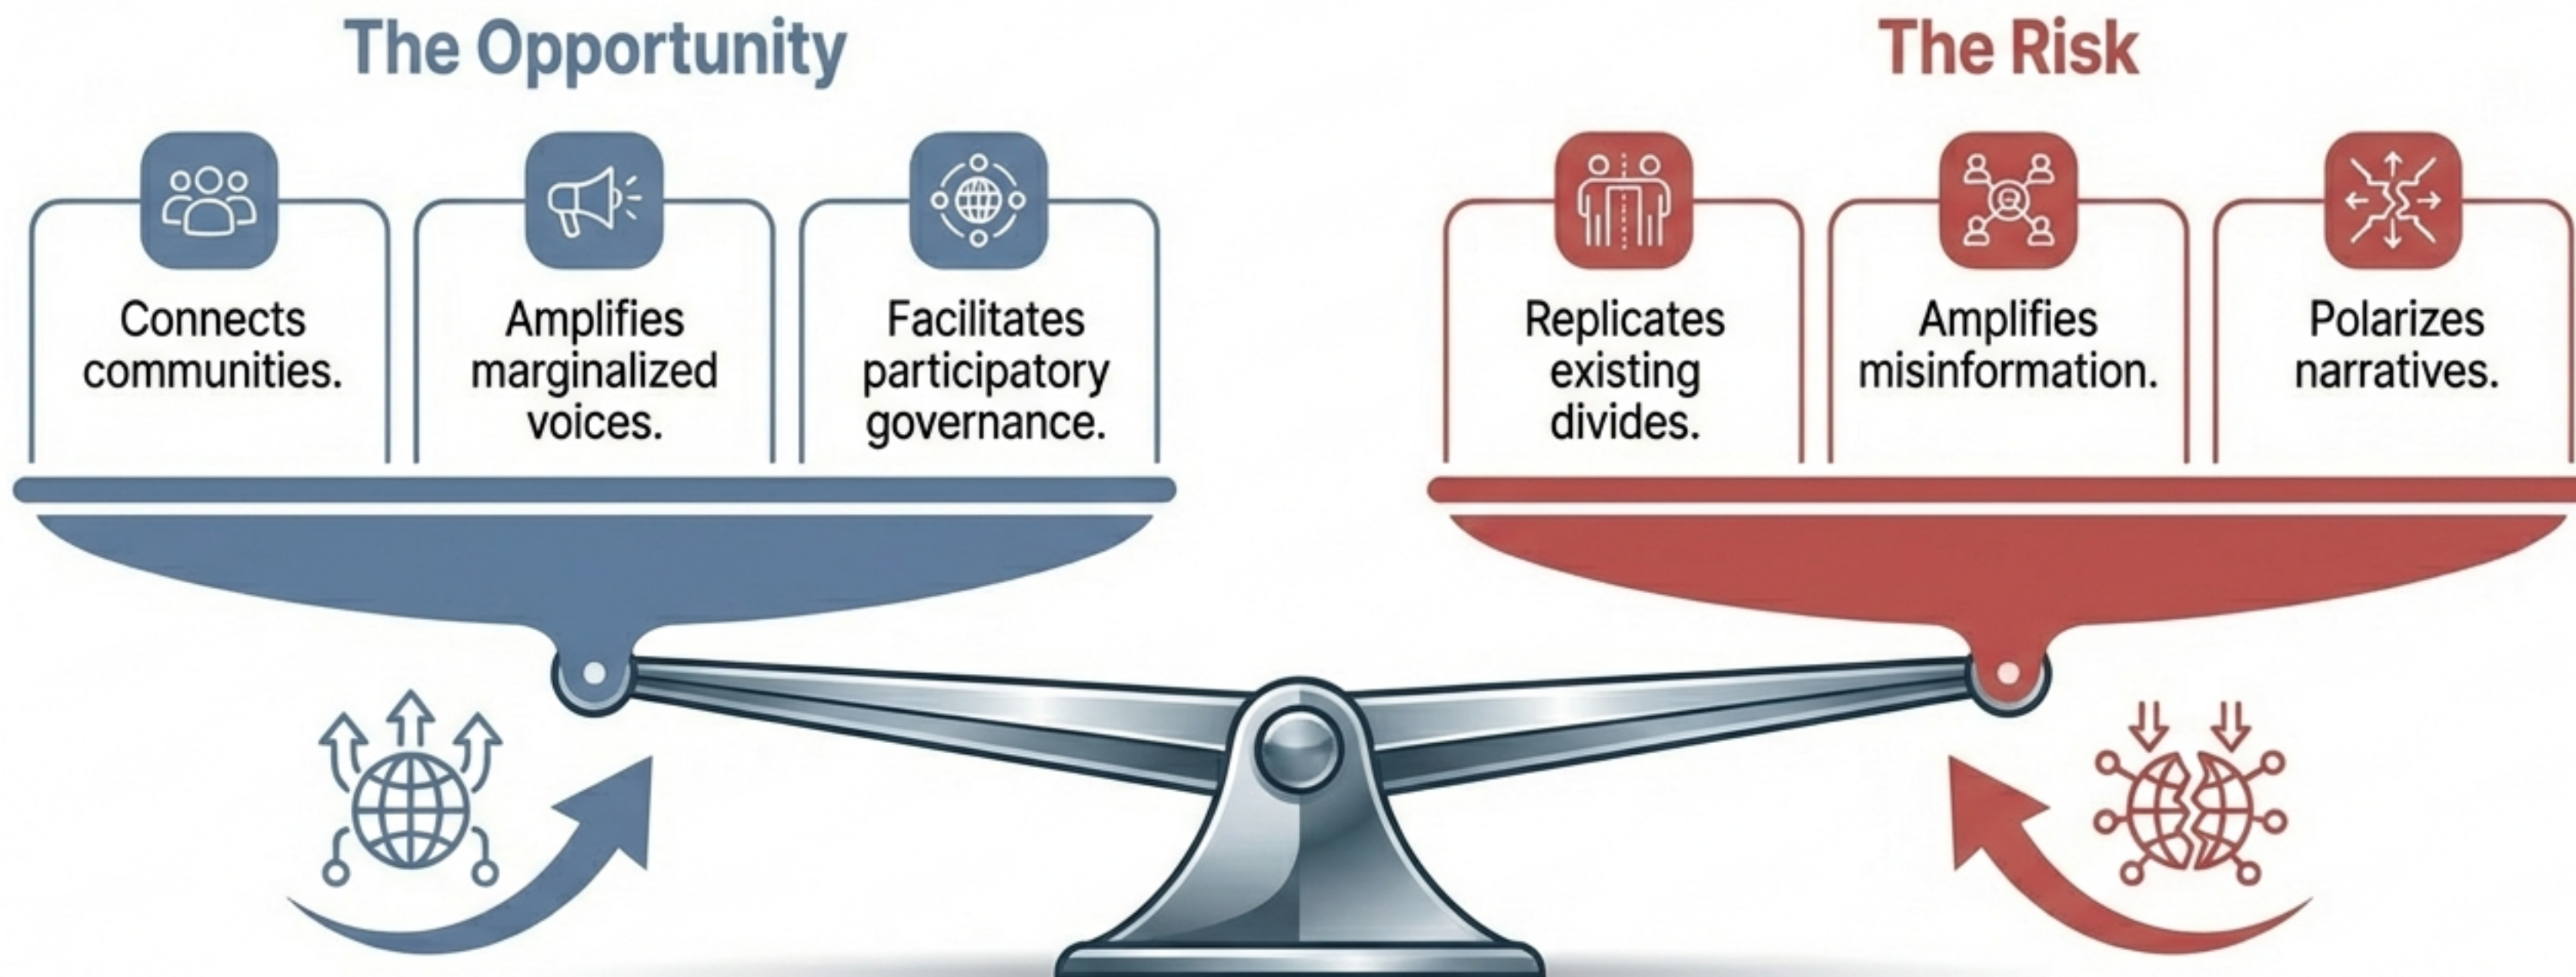 The Opportunity
Connects
communities.
Amplifies
marginalized
voices.
Facilitates
participatory
governance.
The Risk
Replicates
existing
divides.
Amplifies
misinformation.
Polarizes
narratives.